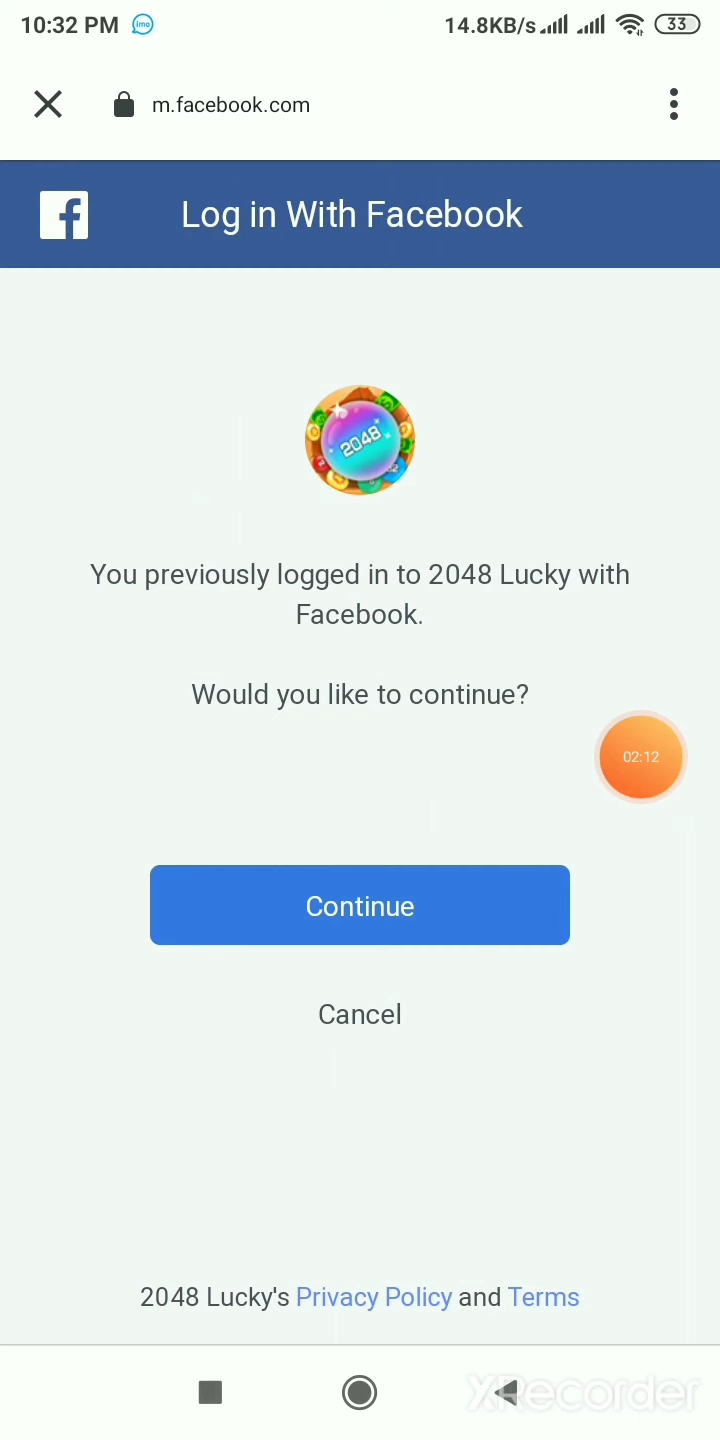 10:32 PM imo 14.8KB/s 33
m.facebook.com
Log in With Facebook
2048
You previously logged in to 2048 Lucky with
Facebook.
Would you like to continue?
02:12
Continue
Cancel
2048 Lucky's Privacy Policy and Terms
XRecorder